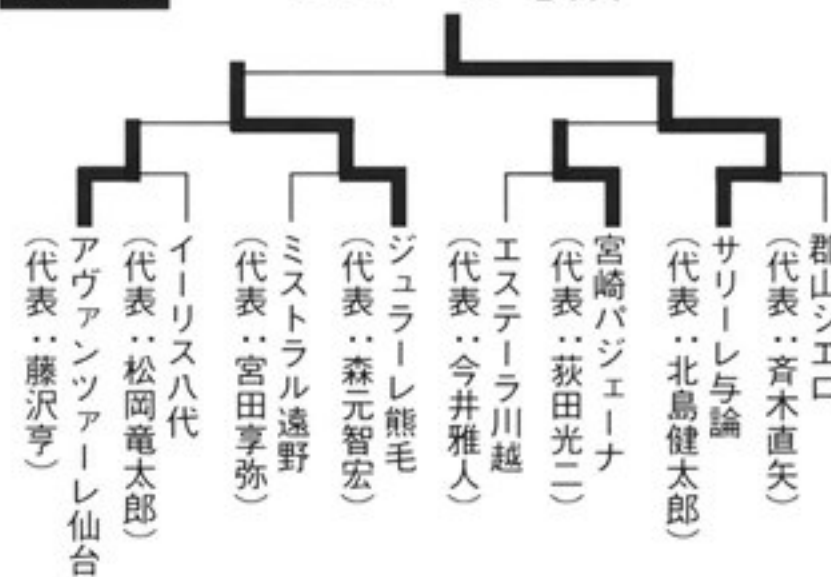 郡山シエロ
（代表：斉木直矢）
サリーレ与論
（代表：北島健太郎）
宮崎パジェーナ
（代表：荻田光二）
エステーラ川越
（代表：今井雅人）
ジュラーレ熊毛
（代表：森元智宏）
ミストラル遠野
（代表：宮田享弥）
イーリス八代
（代表：松岡竜太郎）
アヴァンツァーレ仙台
（代表：藤沢亨）